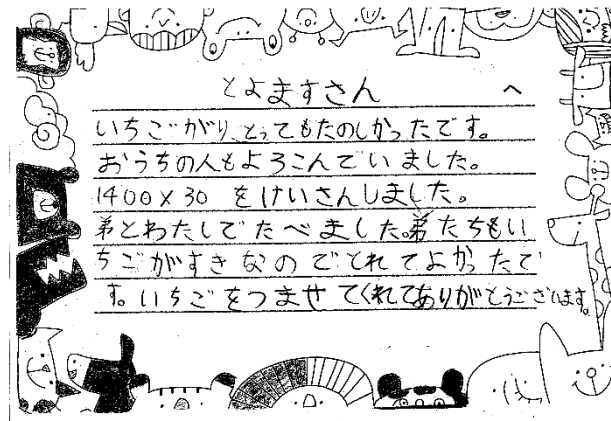 とよますさん へ
いちごがり、とってもたのしかったです。
おうちの人もよろこんでいました。
1400×30 をけいさんしました。
弟とわたしでたべました。弟たちもい
ちごがすきなのでとれてよかったで
す。いちごをつませてくれてありがとうございます。